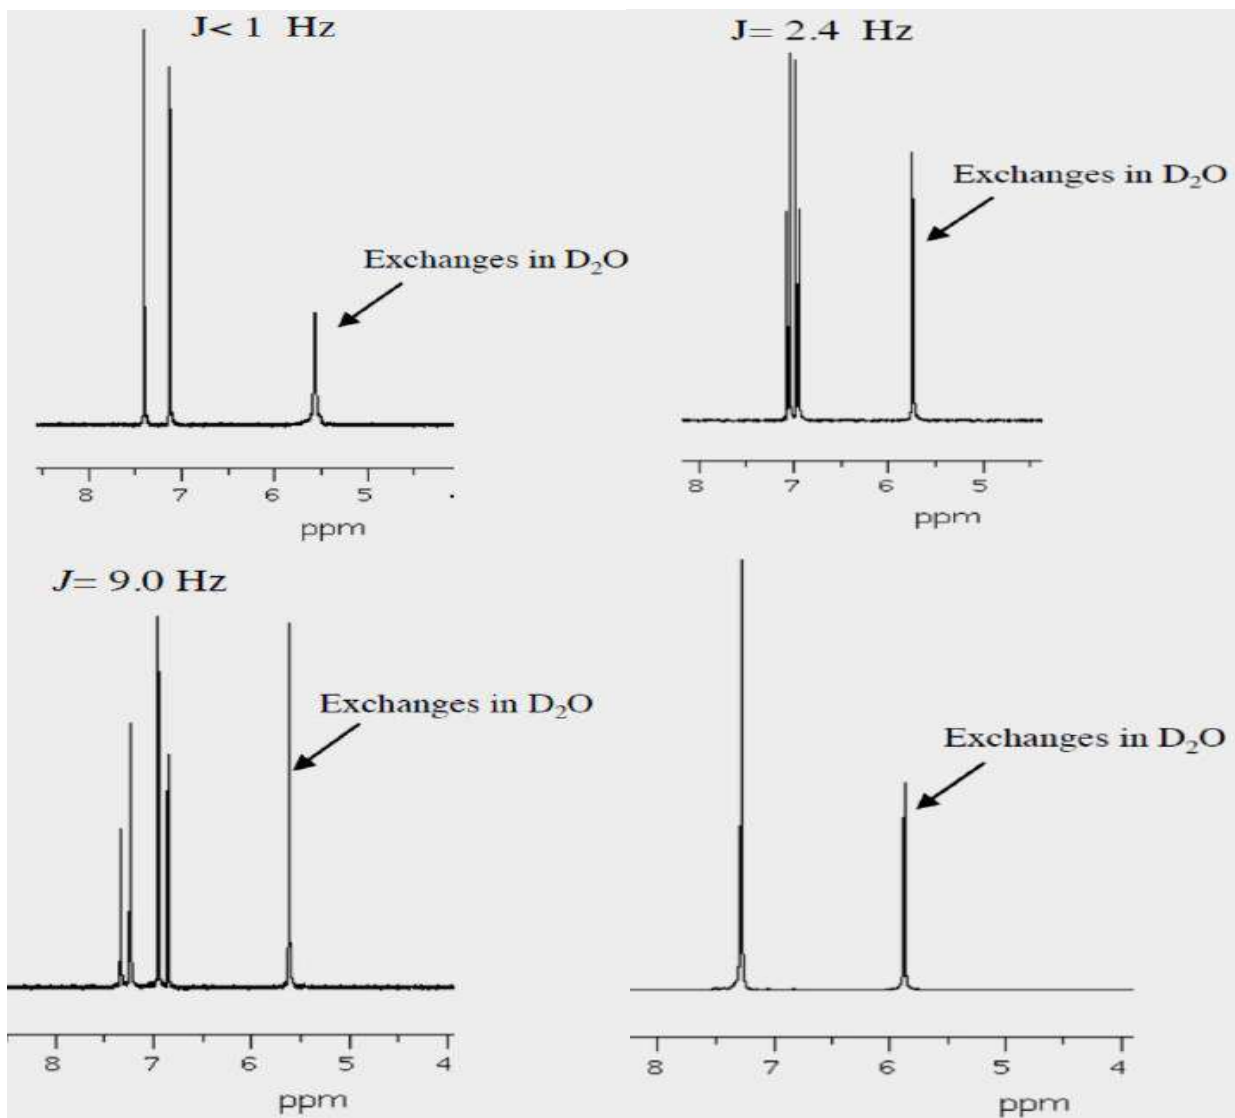 J< 1 Hz
Exchanges in D₂O
8 7 6 5
ppm
J= 2.4 Hz
Exchanges in D₂O
8 7 6 5
ppm
J= 9.0 Hz
Exchanges in D₂O
8 7 6 5 4
ppm
Exchanges in D₂O
8 7 6 5 4
ppm